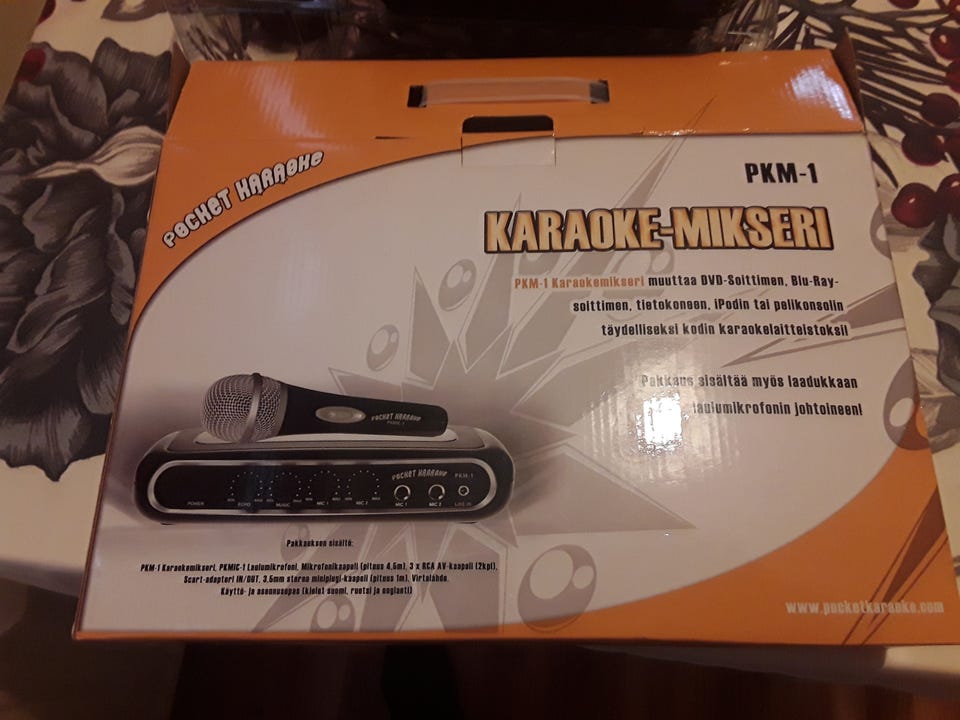 POCKET KARAOKE
PKM-1
KARAOKE-MIKSERI
PKM-1 Karaokemikseri muuttaa DVD-Soittimen, Blu-Ray-
soittimen, tietokoneen, iPodin tai pelikonsolin
täydelliseksi kodin karaokelaitteistoksi!
Pakkaus sisältää myös laadukkaan
laulumikrofonin johtoineen!
POCKET KARAOKE
PKMIC-1
POCKET KARAOKE PKM-1
POWER ECHO MUSIC MIC 1 MIC 2 MIC 1 MIC 2 LINE IN
Pakkauksen sisältö:
PKM-1 Karaokemikseri, PKMIC-1 Laulumikrofoni, Mikrofonikaapeli (pituus 4,5m), 3 x RCA AV-kaapeli (2kpl),
Scart-adapteri IN/OUT, 3.5mm stereo miniplugi-kaapeli (pituus 1m), Virtalähde.
Käyttö- ja asennusopas (kielet suomi, ruotsi ja englanti)
www.pocketkaraoke.com